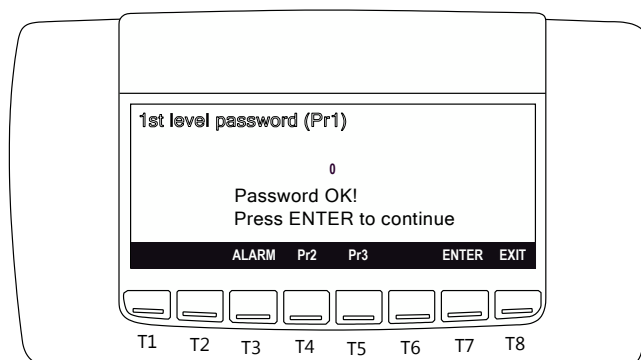 1st level password (Pr1)
0
Password OK!
Press ENTER to continue
ALARM Pr2 Pr3 ENTER EXIT
T1 T2 T3 T4 T5 T6 T7 T8